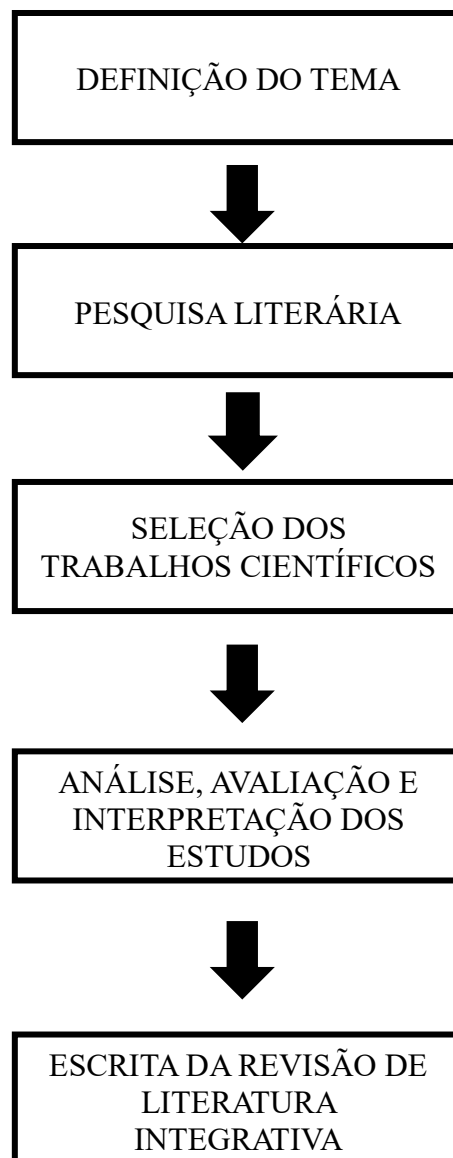 DEFINIÇÃO DO TEMA
PESQUISA LITERÁRIA
SELEÇÃO DOS
TRABALHOS CIENTÍFICOS
ANÁLISE, AVALIAÇÃO E
INTERPRETAÇÃO DOS
ESTUDOS
ESCRITA DA REVISÃO DE
LITERATURA
INTEGRATIVA